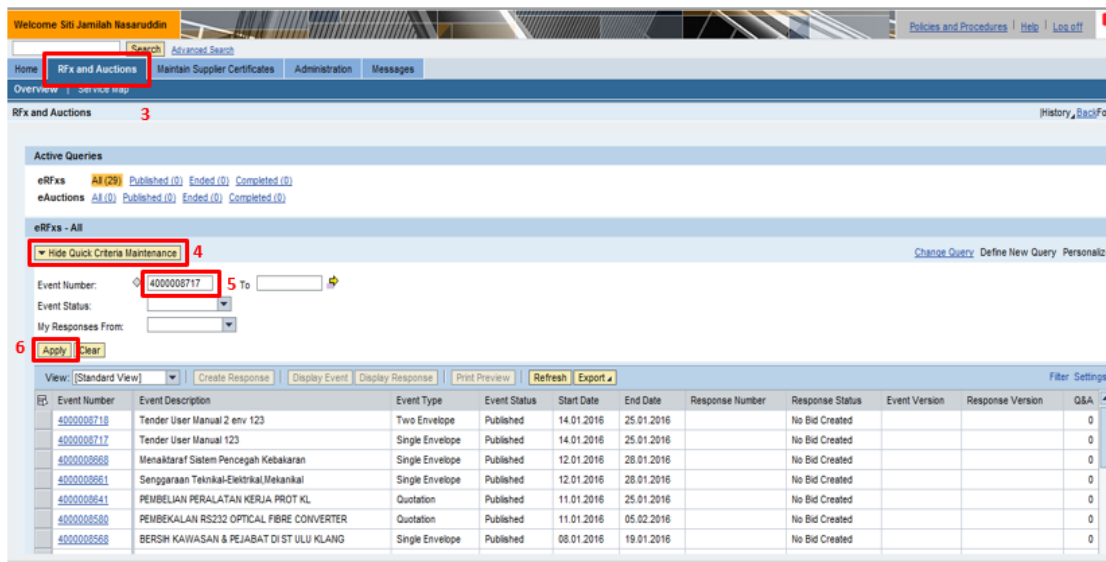 Welcome Siti Jamilah Nasaruddin
Policies and Procedures | Help | Log off
Search Advanced Search
Home RFx and Auctions Maintain Supplier Certificates Administration Messages
Overview | Service Map
RFx and Auctions 3 |History Back Fo
Active Queries
eRFxs All (29) Published (0) Ended (0) Completed (0)
eAuctions All (0) Published (0) Ended (0) Completed (0)
eRFxs - All
Hide Quick Criteria Maintenance 4 Change Query Define New Query Personaliz
Event Number: 4000008717 5 To
Event Status:
My Responses From:
6 Apply Clear
View: [Standard View] Create Response Display Event Display Response Print Preview Refresh Export Filter Settings
Event Number Event Description Event Type Event Status Start Date End Date Response Number Response Status Event Version Response Version Q&A
4000008718 Tender User Manual 2 env 123 Two Envelope Published 14.01.2016 25.01.2016 No Bid Created 0
4000008717 Tender User Manual 123 Single Envelope Published 14.01.2016 25.01.2016 No Bid Created 0
4000008668 Menaiktaraf Sistem Pencegah Kebakaran Single Envelope Published 12.01.2016 28.01.2016 No Bid Created 0
4000008661 Senggaraan Teknikal-Elektrikal,Mekanikal Single Envelope Published 12.01.2016 28.01.2016 No Bid Created 0
4000008641 PEMBELIAN PERALATAN KERJA PROT KL Quotation Published 11.01.2016 25.01.2016 No Bid Created 0
4000008580 PEMBEKALAN RS232 OPTICAL FIBRE CONVERTER Quotation Published 11.01.2016 05.02.2016 No Bid Created 0
4000008568 BERSIH KAWASAN & PEJABAT DI ST ULU KLANG Single Envelope Published 08.01.2016 19.01.2016 No Bid Created 0